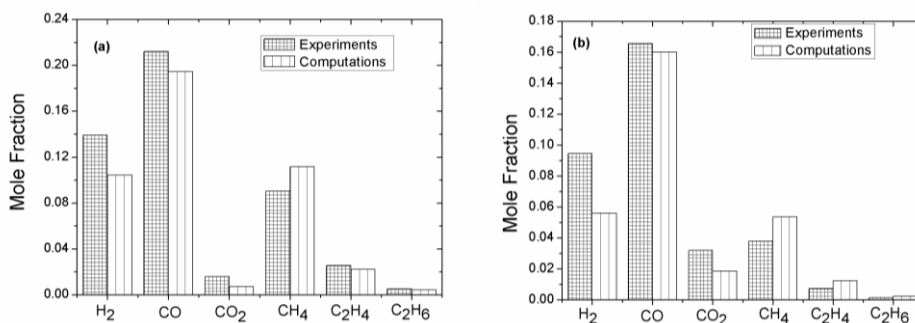 (a)
Experiments
Computations
Mole Fraction
0.24
0.20
0.16
0.12
0.08
0.04
0.00
H2 CO CO2 CH4 C2H4 C2H6
(b)
Experiments
Computations
Mole Fraction
0.18
0.16
0.14
0.12
0.10
0.08
0.06
0.04
0.02
0.00
H2 CO CO2 CH4 C2H4 C2H6